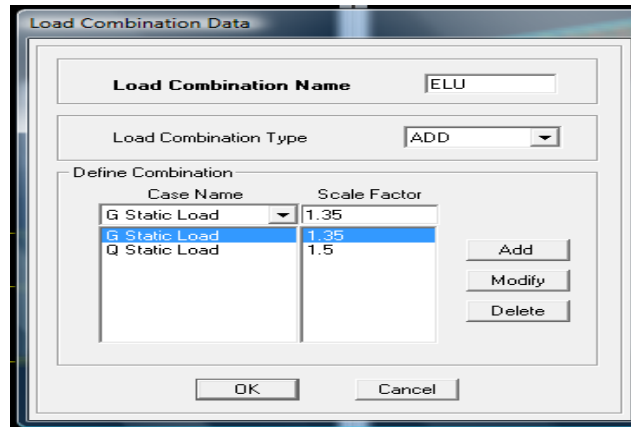 Load Combination Data
Load Combination Name ELU
Load Combination Type ADD
Define Combination
Case Name Scale Factor
G Static Load 1.35
G Static Load 1.35
Q Static Load 1.5
Add
Modify
Delete
OK Cancel